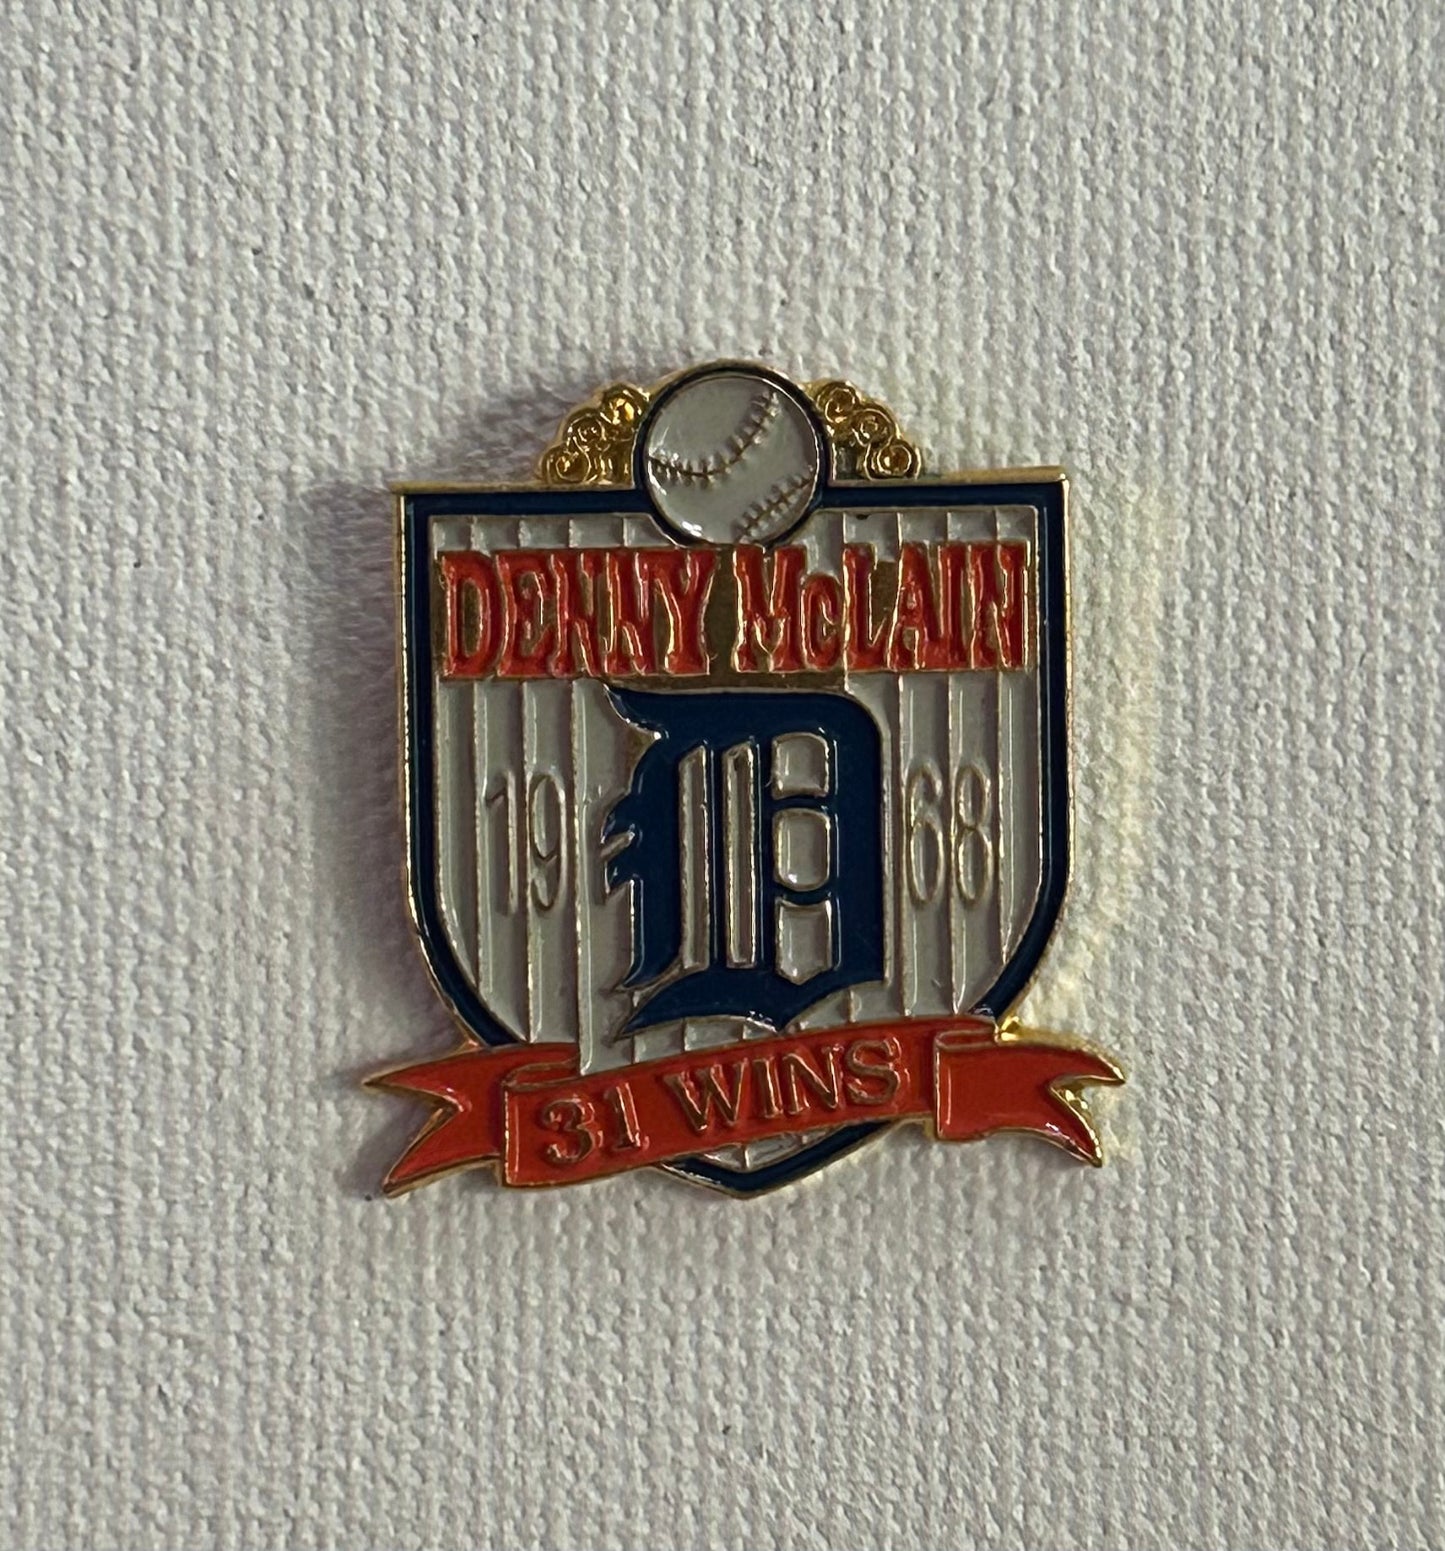 DENNY McLAIN
19 D 68
31 WINS